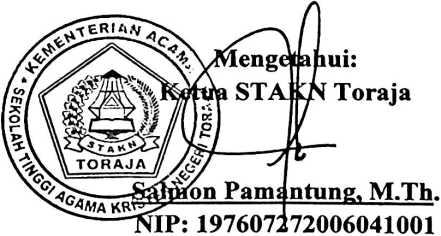 KEMENTERIAN AGAMA
SEKOLAH TINGGI AGAMA KRISTEN NEGERI TORAJA
STAKN
TORAJA
Mengetahui:
Ketua STAKN Toraja
Salmon Pamantung, M.Th.
NIP: 197607272006041001